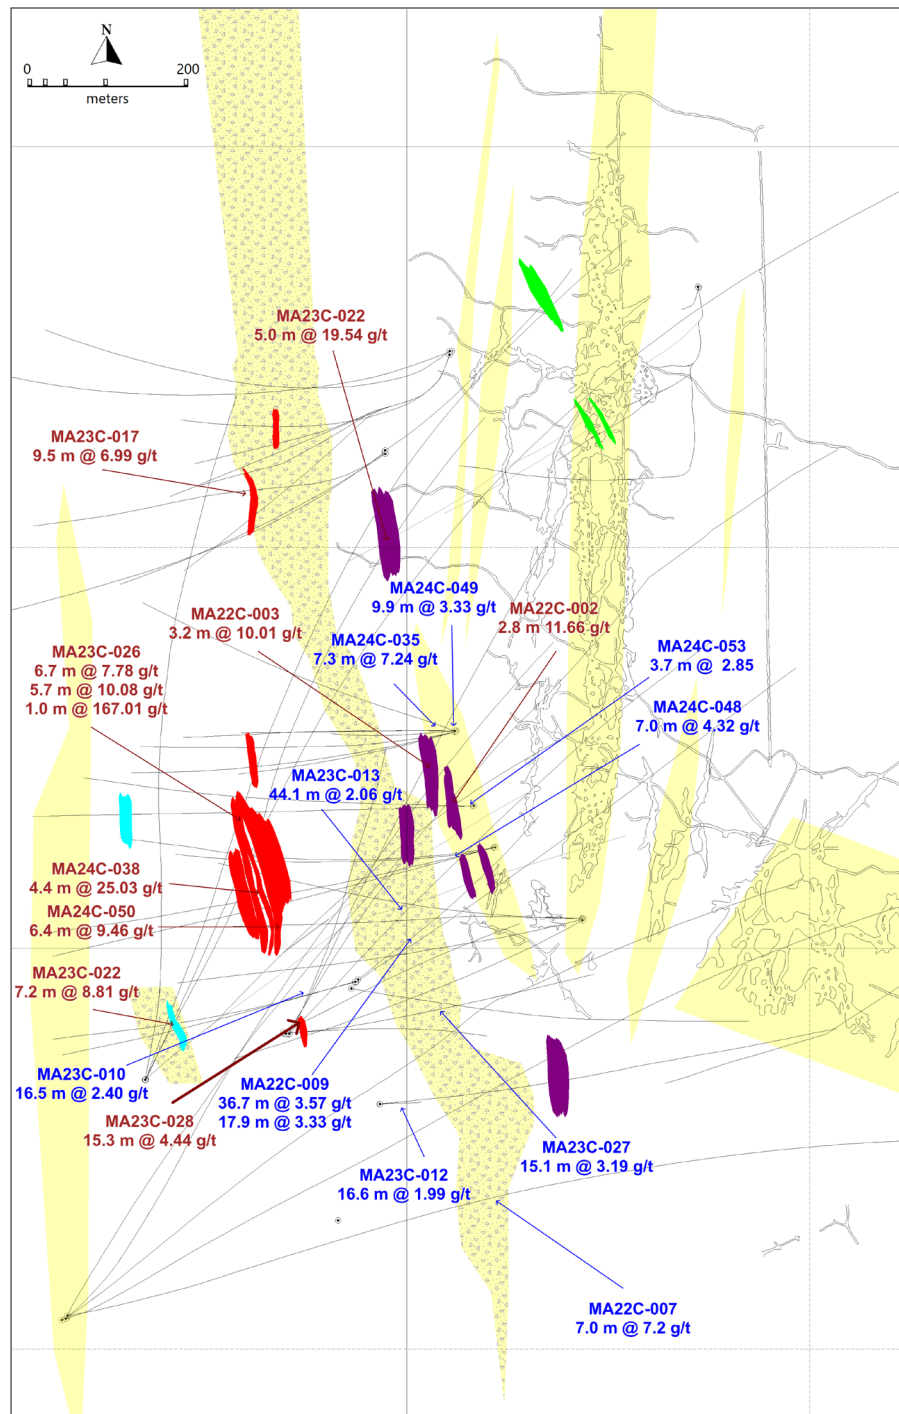 N
0 200
meters
MA23C-022
5.0 m @ 19.54 g/t
MA23C-017
9.5 m @ 6.99 g/t
MA24C-049
9.9 m @ 3.33 g/t
MA22C-003
3.2 m @ 10.01 g/t
MA22C-002
2.8 m 11.66 g/t
MA24C-035
7.3 m @ 7.24 g/t
MA23C-026
6.7 m @ 7.78 g/t
5.7 m @ 10.08 g/t
1.0 m @ 167.01 g/t
MA24C-053
3.7 m @ 2.85
MA24C-048
7.0 m @ 4.32 g/t
MA23C-013
44.1 m @ 2.06 g/t
MA24C-038
4.4 m @ 25.03 g/t
MA24C-050
6.4 m @ 9.46 g/t
MA23C-022
7.2 m @ 8.81 g/t
MA23C-010
16.5 m @ 2.40 g/t
MA22C-009
36.7 m @ 3.57 g/t
17.9 m @ 3.33 g/t
MA23C-028
15.3 m @ 4.44 g/t
MA23C-027
15.1 m @ 3.19 g/t
MA23C-012
16.6 m @ 1.99 g/t
MA22C-007
7.0 m @ 7.2 g/t